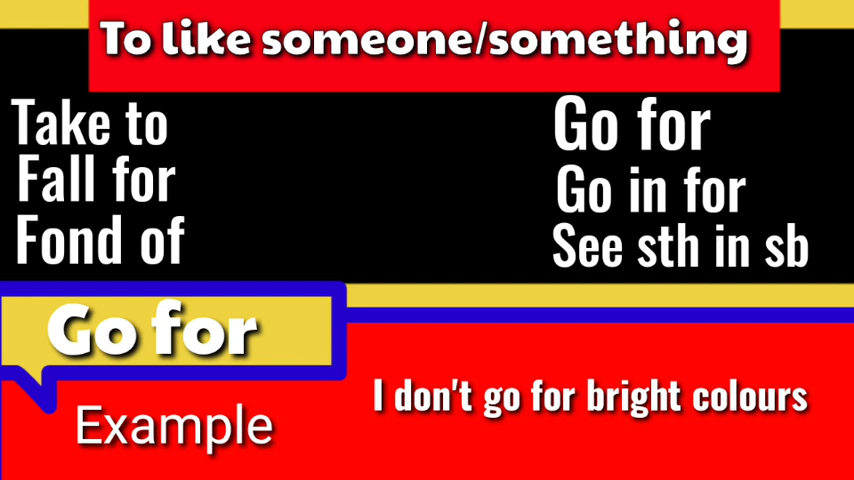 To like someone/something
Take to
Fall for
Fond of
Go for
Go in for
See sth in sb
Go for
Example
I don't go for bright colours